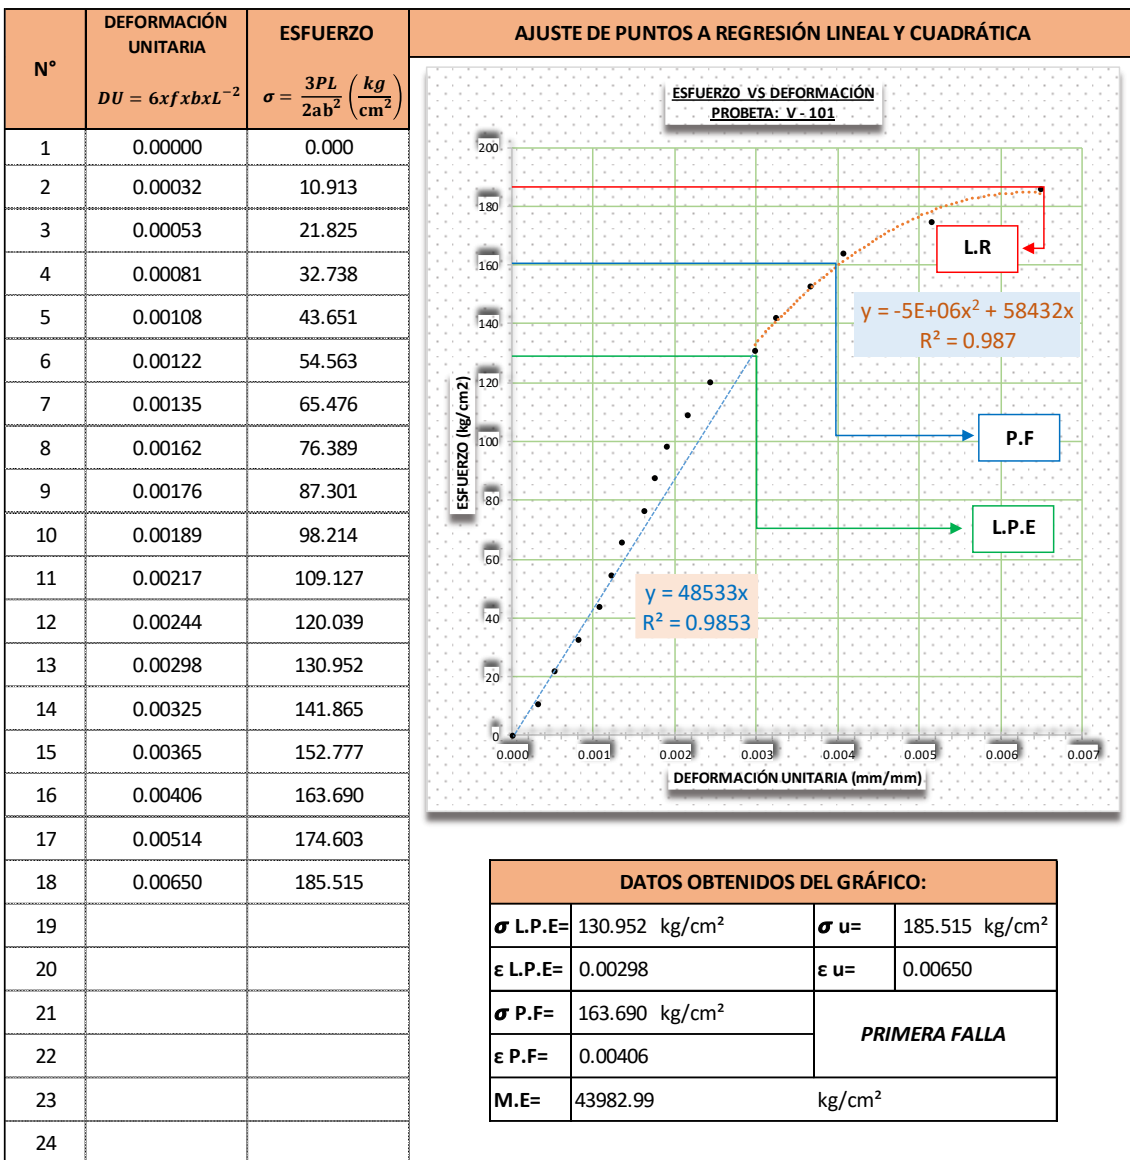 N° DEFORMACIÓN UNITARIA ESFUERZO AJUSTE DE PUNTOS A REGRESIÓN LINEAL Y CUADRÁTICA
DU = 6xfxbxL⁻² σ = 3PL / 2ab² (kg / cm²)
1 0.00000 0.000
2 0.00032 10.913
3 0.00053 21.825
4 0.00081 32.738
5 0.00108 43.651
6 0.00122 54.563
7 0.00135 65.476
8 0.00162 76.389
9 0.00176 87.301
10 0.00189 98.214
11 0.00217 109.127
12 0.00244 120.039
13 0.00298 130.952
14 0.00325 141.865
15 0.00365 152.777
16 0.00406 163.690
17 0.00514 174.603
18 0.00650 185.515
19
20
21
22
23
24
ESFUERZO VS DEFORMACIÓN
PROBETA: V - 101
200
180
160
140
120
100
80
60
40
20
0
ESFUERZO (kg/cm2)
L.R
y = -5E+06x² + 58432x
R² = 0.987
P.F
L.P.E
y = 48533x
R² = 0.9853
0.000 0.001 0.002 0.003 0.004 0.005 0.006 0.007
DEFORMACIÓN UNITARIA (mm/mm)
DATOS OBTENIDOS DEL GRÁFICO:
σ L.P.E= 130.952 kg/cm² σ u= 185.515 kg/cm²
ε L.P.E= 0.00298 ε u= 0.00650
σ P.F= 163.690 kg/cm²
PRIMERA FALLA
ε P.F= 0.00406
M.E= 43982.99 kg/cm²